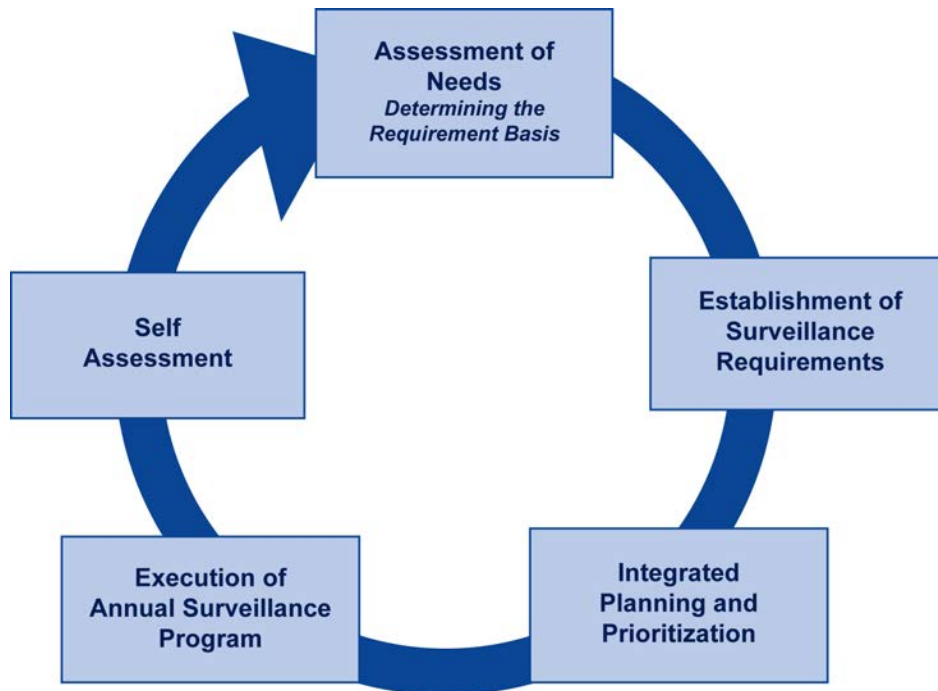 Assessment of
Needs
Determining the
Requirement Basis
Establishment of
Surveillance
Requirements
Integrated
Planning and
Prioritization
Execution of
Annual Surveillance
Program
Self
Assessment